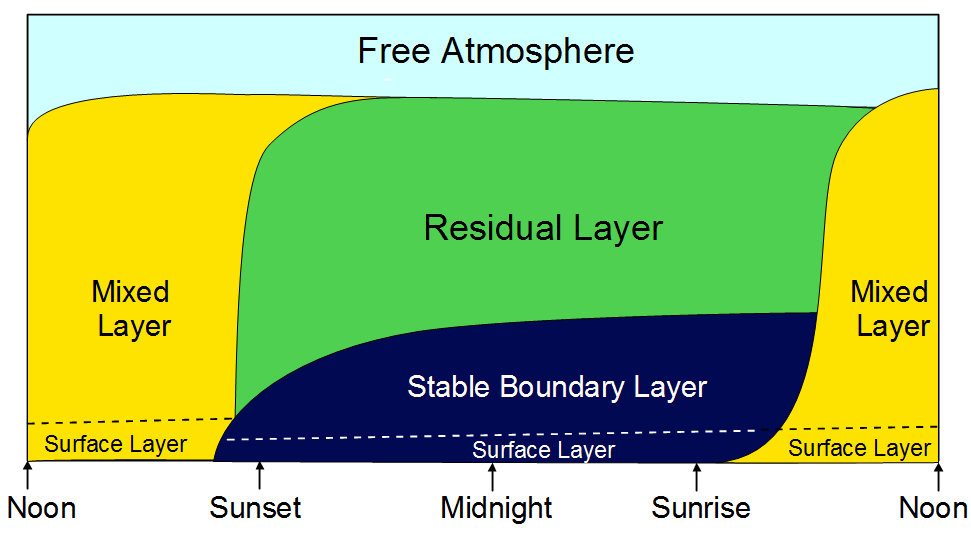 Free Atmosphere
Residual Layer
Mixed
Layer
Mixed
Layer
Stable Boundary Layer
Surface Layer
Surface Layer
Surface Layer
Noon
Sunset
Midnight
Sunrise
Noon